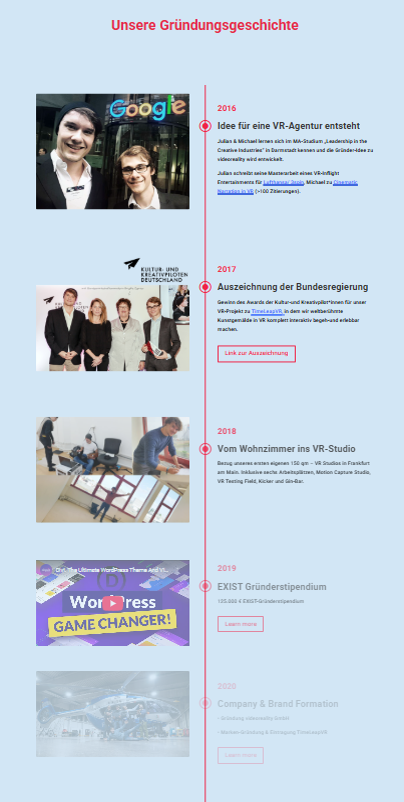 Unsere Gründungsgeschichte
Google
2016
Idee für eine VR-Agentur entsteht
Julian & Michael lernen sich im MA-Studium „Leadership in the
Creative Industries" in Darmstadt kennen und die Gründer-Idee zu
videoreality wird entwickelt.
Julian schreibt seine Masterarbeit eines VR-Inflight
Entertainments für Lufthansa Japan, Michael zu Cinematic
Narration in VR (>100 Zitierungen).
KULTUR- UND
KREATIVPILOTEN
DEUTSCHLAND
2017
Auszeichnung der Bundesregierung
Gewinn des Awards der Kultur-und Kreativpilot*innen für unser
VR-Projekt zu TimeLeapVR, in dem wir weltberühmte
Kunstgemälde in VR komplett interaktiv begeh-und erlebbar
machen.
Link zur Auszeichnung
2018
Vom Wohnzimmer ins VR-Studio
Bezug unseres ersten eigenen 150 qm – VR Studios in Frankfurt
am Main. Inklusive sechs Arbeitsplätzen, Motion Capture Studio,
VR Testing Field, Kicker und Gin-Bar.
Divi. The Ultimate WordPress Theme And Vi...
WordPress
GAME CHANGER!
2019
EXIST Gründerstipendium
125.000 € EXIST-Gründerstipendium
Learn more
2020
Company & Brand Formation
- Gründung videoreality GmbH
- Marken-Gründung & Eintragung TimeLeapVR
Learn more